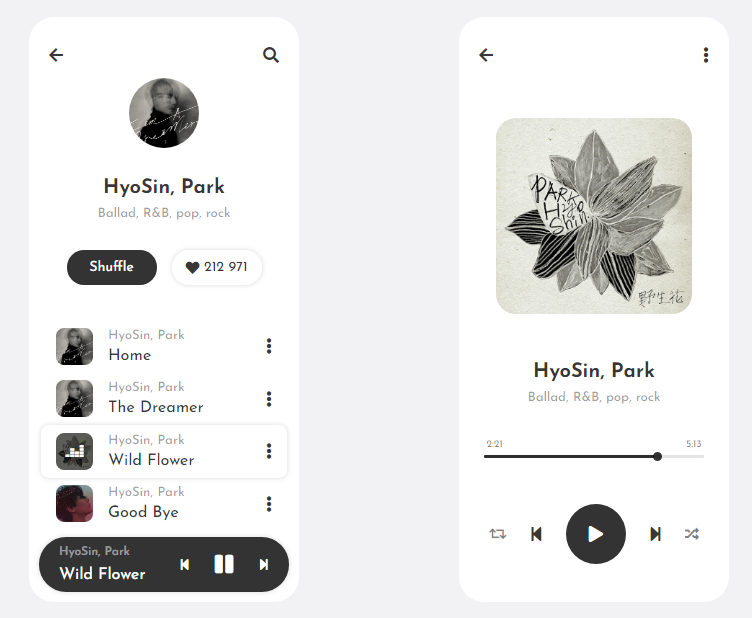 HyoSin, Park
Ballad, R&B, pop, rock
Shuffle
212 971
HyoSin, Park
Home
HyoSin, Park
The Dreamer
HyoSin, Park
Wild Flower
HyoSin, Park
Good Bye
HyoSin, Park
Wild Flower
PARK
Hyo
Shin
野生花
HyoSin, Park
Ballad, R&B, pop, rock
2:21
5:13